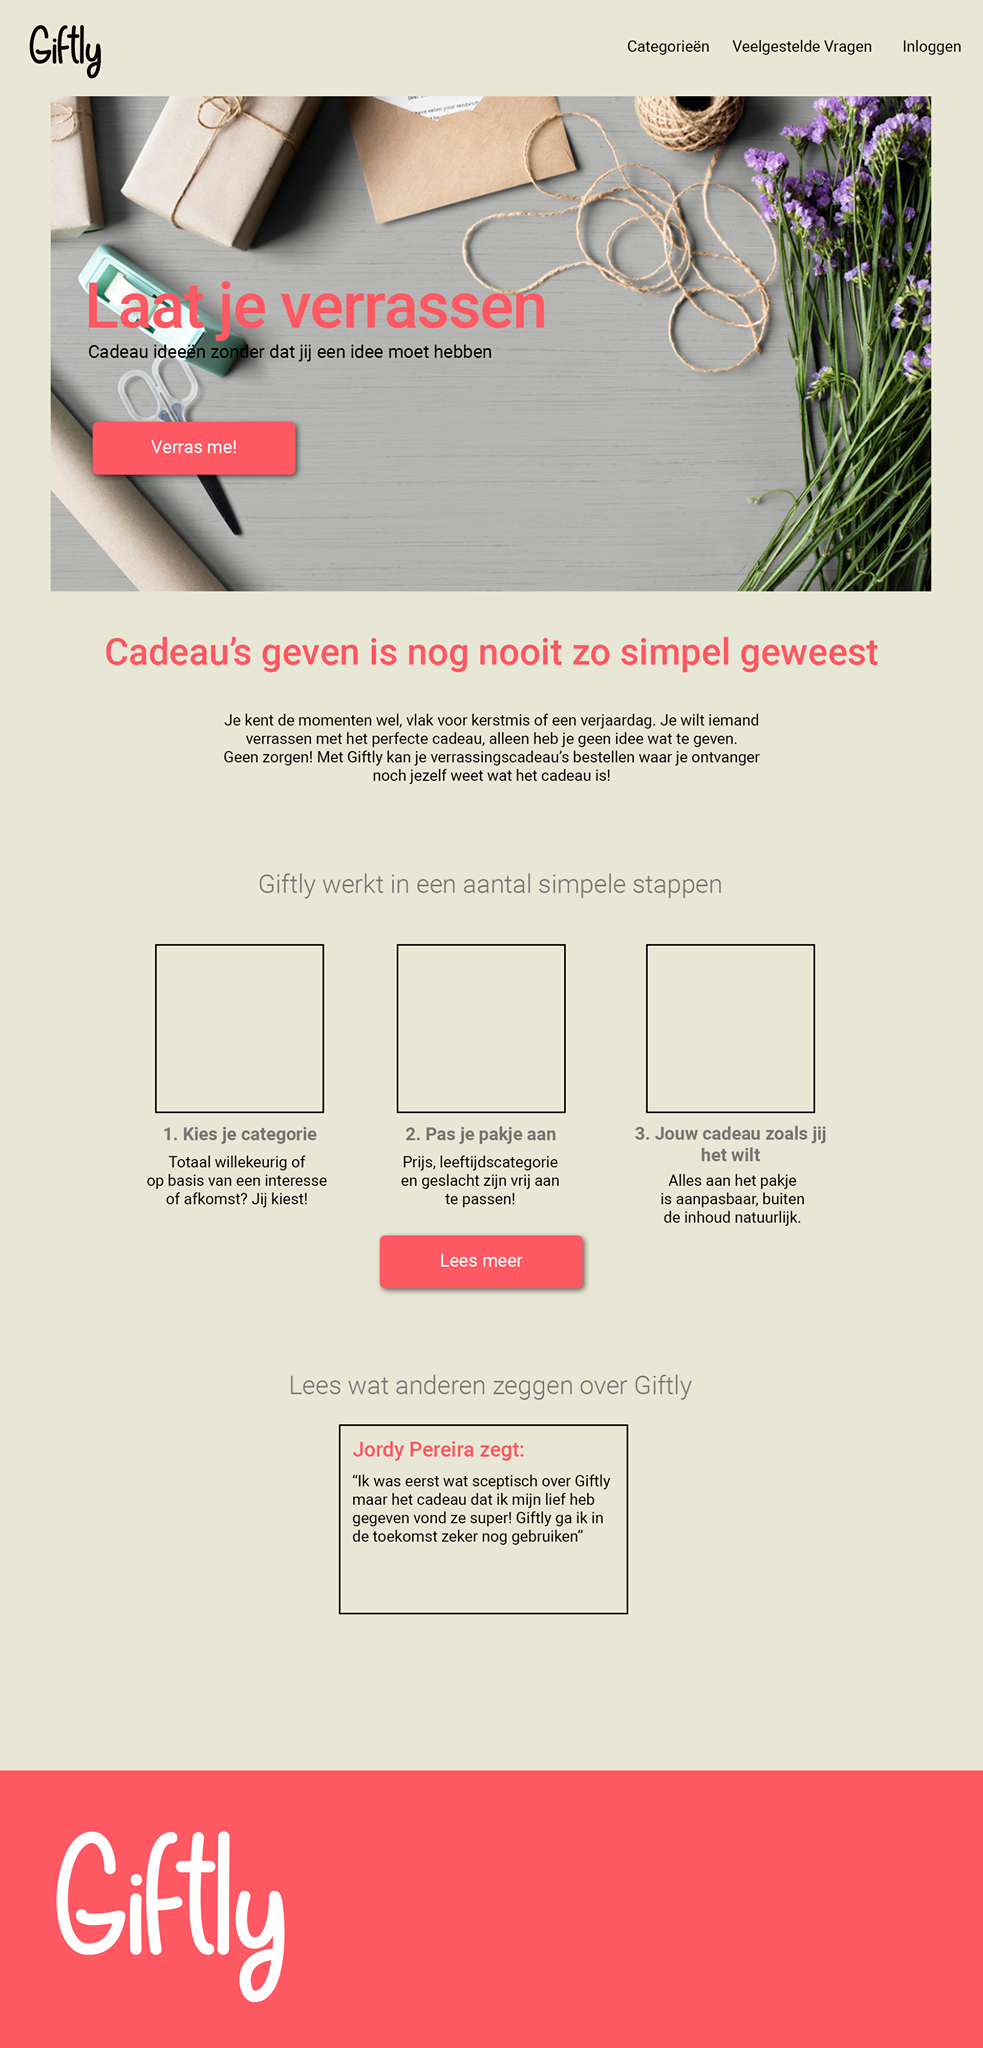 Giftly
Categorieën
Veelgestelde Vragen
Inloggen
Laat je verrassen
Cadeau ideeën zonder dat jij een idee moet hebben
Verras me!
Cadeau’s geven is nog nooit zo simpel geweest
Je kent de momenten wel, vlak voor kerstmis of een verjaardag. Je wilt iemand
verrassen met het perfecte cadeau, alleen heb je geen idee wat te geven.
Geen zorgen! Met Giftly kan je verrassingscadeau’s bestellen waar je ontvanger
noch jezelf weet wat het cadeau is!
Giftly werkt in een aantal simpele stappen
1. Kies je categorie
Totaal willekeurig of
op basis van een interesse
of afkomst? Jij kiest!
2. Pas je pakje aan
Prijs, leeftijdscategorie
en geslacht zijn vrij aan
te passen!
3. Jouw cadeau zoals jij
het wilt
Alles aan het pakje
is aanpasbaar, buiten
de inhoud natuurlijk.
Lees meer
Lees wat anderen zeggen over Giftly
Jordy Pereira zegt:
“Ik was eerst wat sceptisch over Giftly
maar het cadeau dat ik mijn lief heb
gegeven vond ze super! Giftly ga ik in
de toekomst zeker nog gebruiken”
Giftly